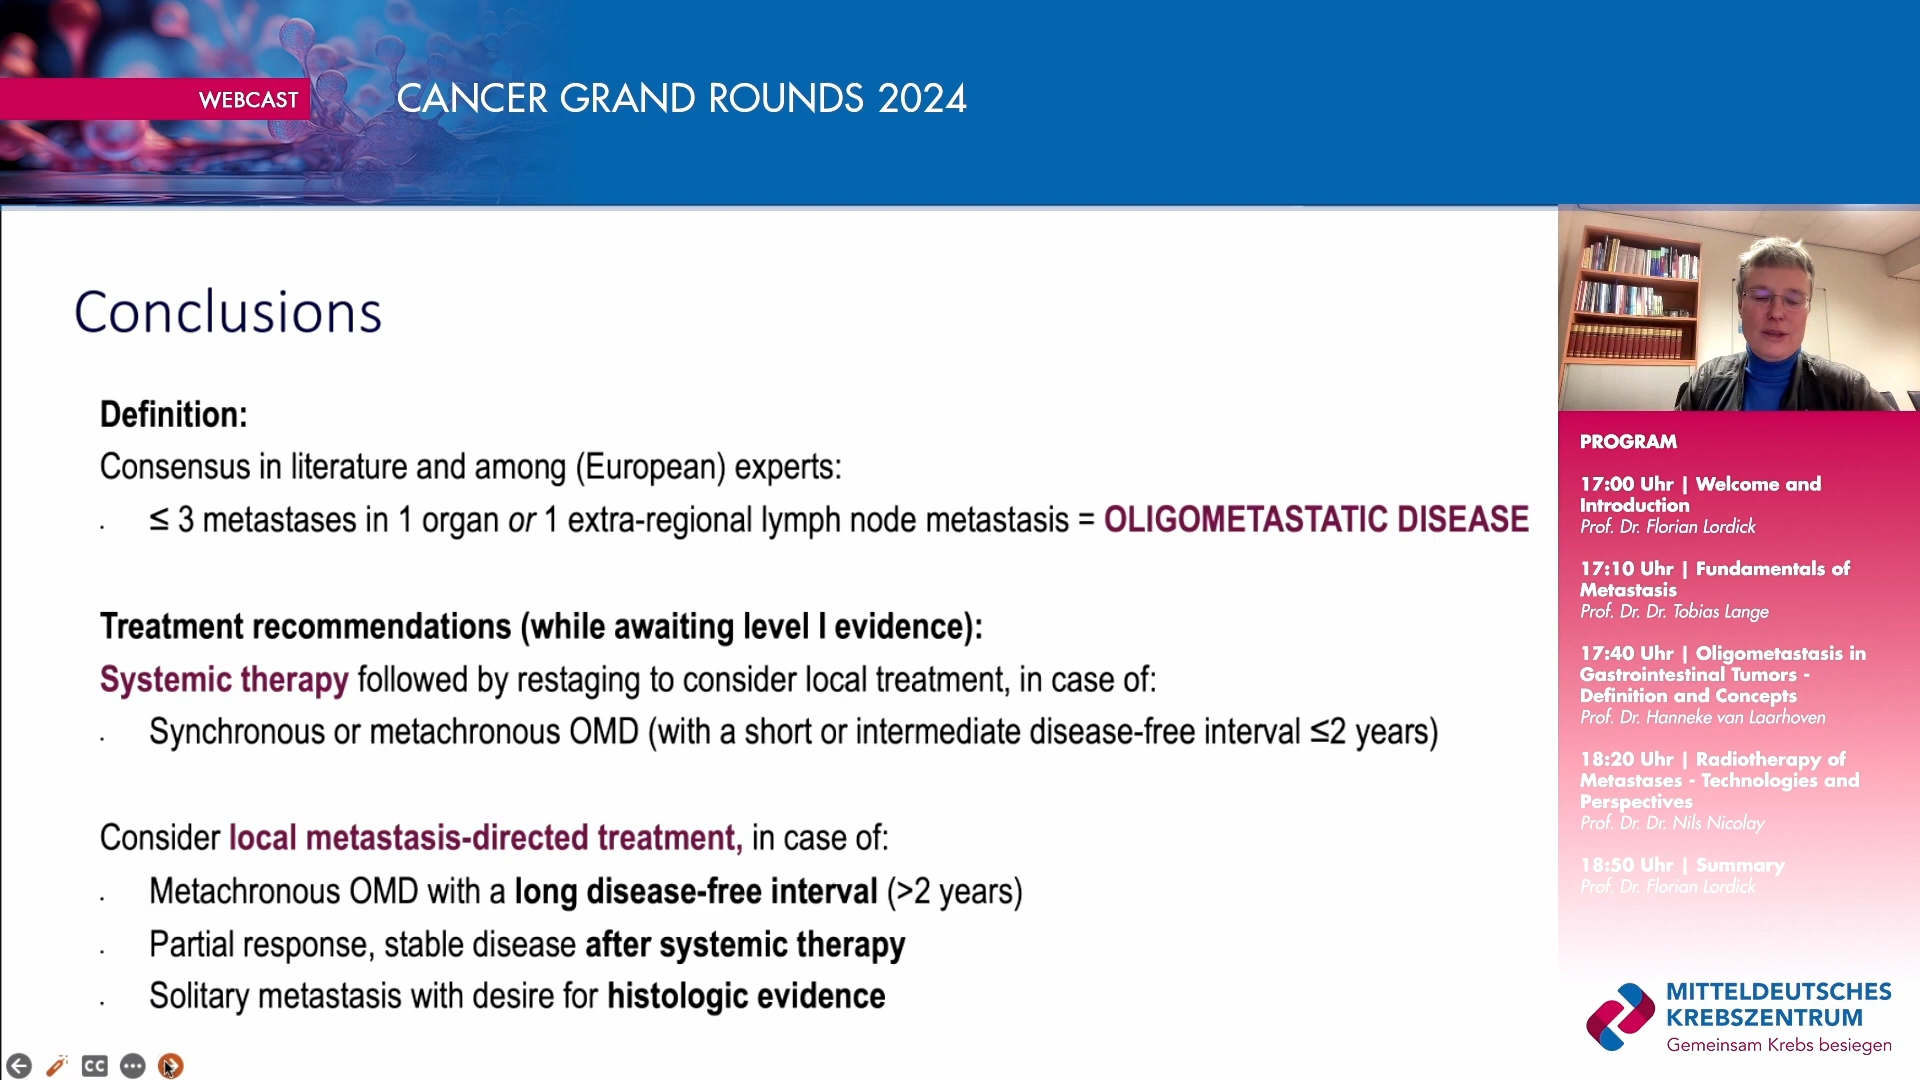 WEBCAST
CANCER GRAND ROUNDS 2024
Conclusions
Definition:
Consensus in literature and among (European) experts:
· ≤ 3 metastases in 1 organ or 1 extra-regional lymph node metastasis = OLIGOMETASTATIC DISEASE
Treatment recommendations (while awaiting level I evidence):
Systemic therapy followed by restaging to consider local treatment, in case of:
· Synchronous or metachronous OMD (with a short or intermediate disease-free interval ≤2 years)
Consider local metastasis-directed treatment, in case of:
· Metachronous OMD with a long disease-free interval (>2 years)
· Partial response, stable disease after systemic therapy
· Solitary metastasis with desire for histologic evidence
CC
PROGRAM
17:00 Uhr | Welcome and
Introduction
Prof. Dr. Florian Lordick
17:10 Uhr | Fundamentals of
Metastasis
Prof. Dr. Dr. Tobias Lange
17:40 Uhr | Oligometastasis in
Gastrointestinal Tumors -
Definition and Concepts
Prof. Dr. Hanneke van Laarhoven
18:20 Uhr | Radiotherapy of
Metastases - Technologies and
Perspectives
Prof. Dr. Dr. Nils Nicolay
18:50 Uhr | Summary
Prof. Dr. Florian Lordick
MITTELDEUTSCHES
KREBSZENTRUM
Gemeinsam Krebs besiegen